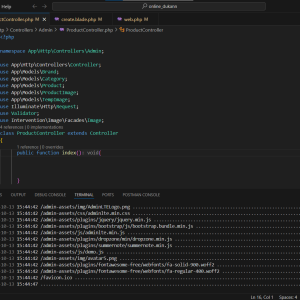 Help
online_dukans
ctController.php M
create.blade.php M
web.php M
Controllers > Admin > ProductController.php > ProductController
<?php
namespace App\Http\Controllers\Admin;
use App\Http\Controllers\Controller;
use App\Models\Brand;
use App\Models\Category;
use App\Models\Product;
use App\Models\ProductImage;
use App\Models\TempImage;
use Illuminate\Http\Request;
use Validator;
use Intervention\Image\Facades\Image;
4 references | 0 implementations
class ProductController extends Controller
{
1 reference | 0 overrides
public function index(): void{
}
OUTPUT DEBUG CONSOLE TERMINAL PORTS POSTMAN CONSOLE
10-13 15:44:42 /admin-assets/img/AdminLTELogo.png
10-13 15:44:42 /admin-assets/css/adminlte.min.css
10-13 15:44:42 /admin-assets/plugins/jquery/jquery.min.js
10-13 15:44:42 /admin-assets/plugins/bootstrap/js/bootstrap.bundle.min.js
10-13 15:44:42 /admin-assets/js/adminlte.min.js
10-13 15:44:42 /admin-assets/plugins/dropzone/min/dropzone.min.js
10-13 15:44:42 /admin-assets/plugins/summernote/summernote.min.js
10-13 15:44:42 /admin-assets/js/demo.js
10-13 15:44:42 /admin-assets/img/avatar5.png
10-13 15:44:42 /admin-assets/plugins/fontawesome-free/webfonts/fa-solid-900.woff2
10-13 15:44:42 /admin-assets/plugins/fontawesome-free/webfonts/fa-regular-400.woff2
10-13 15:44:42 /favicon.ico
10-13 15:44:47
Ln 16, Col 1 Spaces: 4